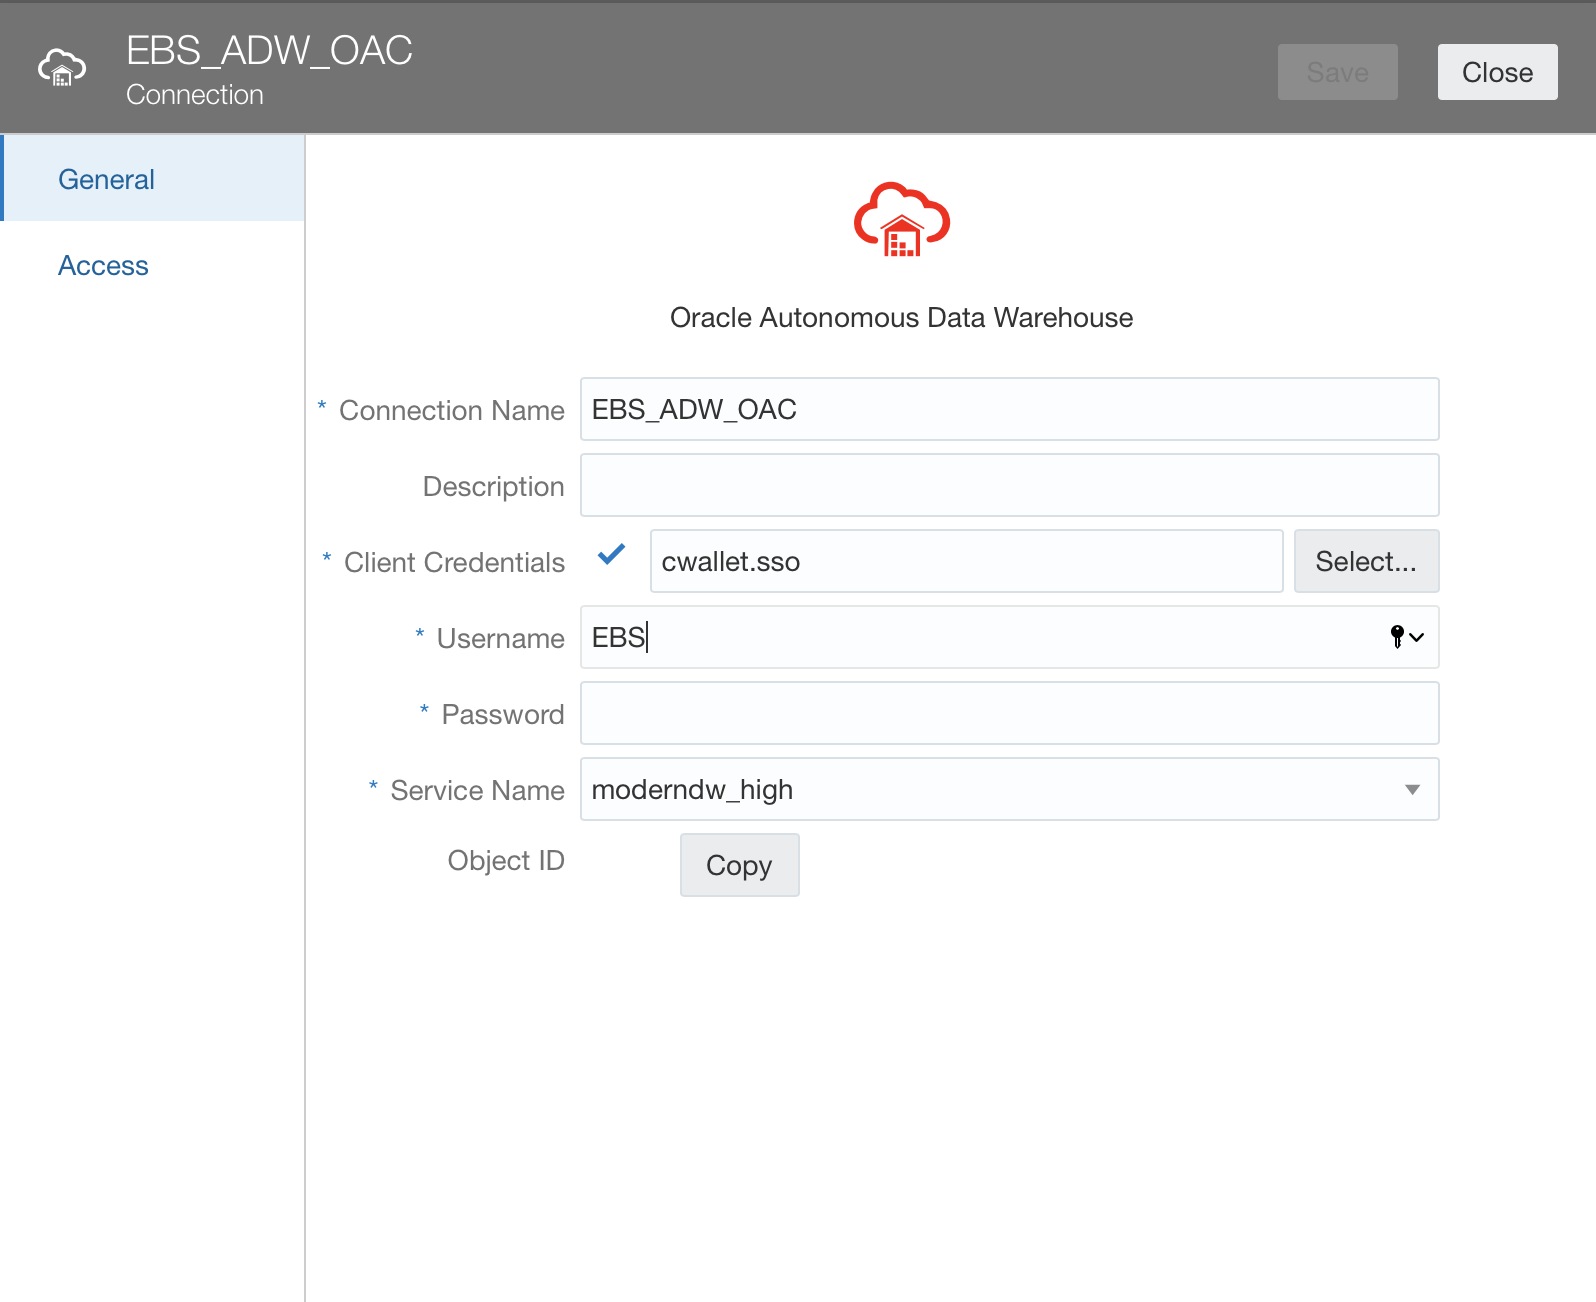 EBS_ADW_OAC
Connection
Save
Close
General
Access
Oracle Autonomous Data Warehouse
* Connection Name EBS_ADW_OAC
Description
* Client Credentials cwallet.sso Select...
* Username EBS
* Password
* Service Name moderndw_high
Object ID Copy